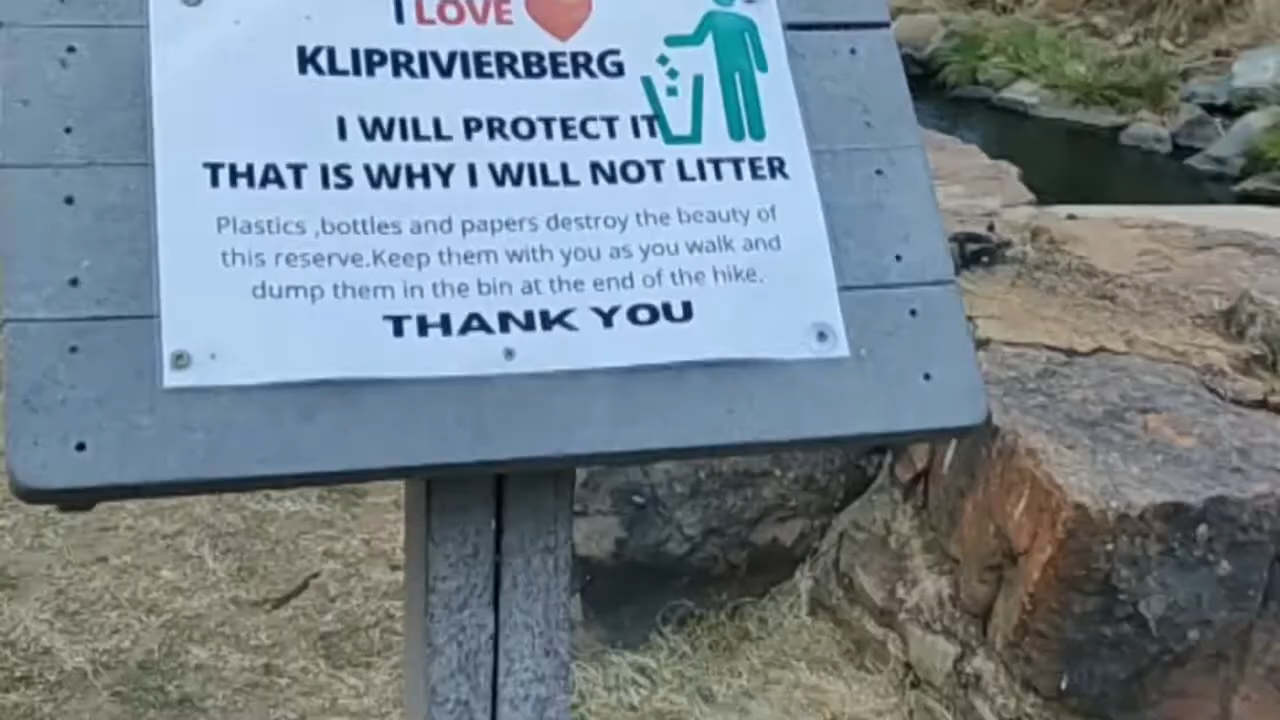 I LOVE
KLIPRIVIERBERG
I WILL PROTECT IT
THAT IS WHY I WILL NOT LITTER
Plastics ,bottles and papers destroy the beauty of
this reserve.Keep them with you as you walk and
dump them in the bin at the end of the hike.
THANK YOU